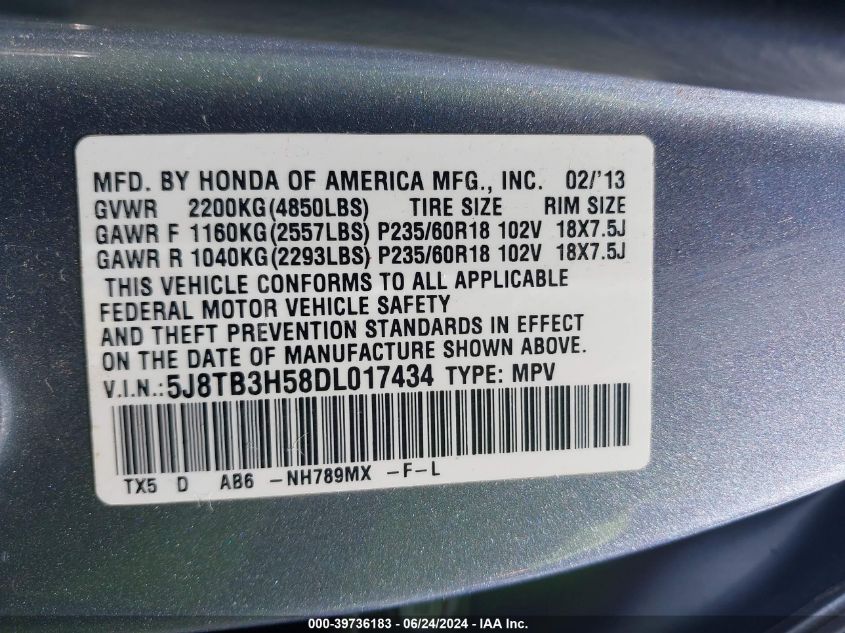 MFD. BY HONDA OF AMERICA MFG., INC. 02/'13
GVWR 2200KG(4850LBS) TIRE SIZE RIM SIZE
GAWR F 1160KG(2557LBS) P235/60R18 102V 18X7.5J
GAWR R 1040KG(2293LBS) P235/60R18 102V 18X7.5J
THIS VEHICLE CONFORMS TO ALL APPLICABLE
FEDERAL MOTOR VEHICLE SAFETY
AND THEFT PREVENTION STANDARDS IN EFFECT
ON THE DATE OF MANUFACTURE SHOWN ABOVE.
V.I.N.: 5J8TB3H58DL017434 TYPE: MPV
TX5 D AB6 -NH789MX -F-L
000-39736183 - 06/24/2024 - IAA Inc.